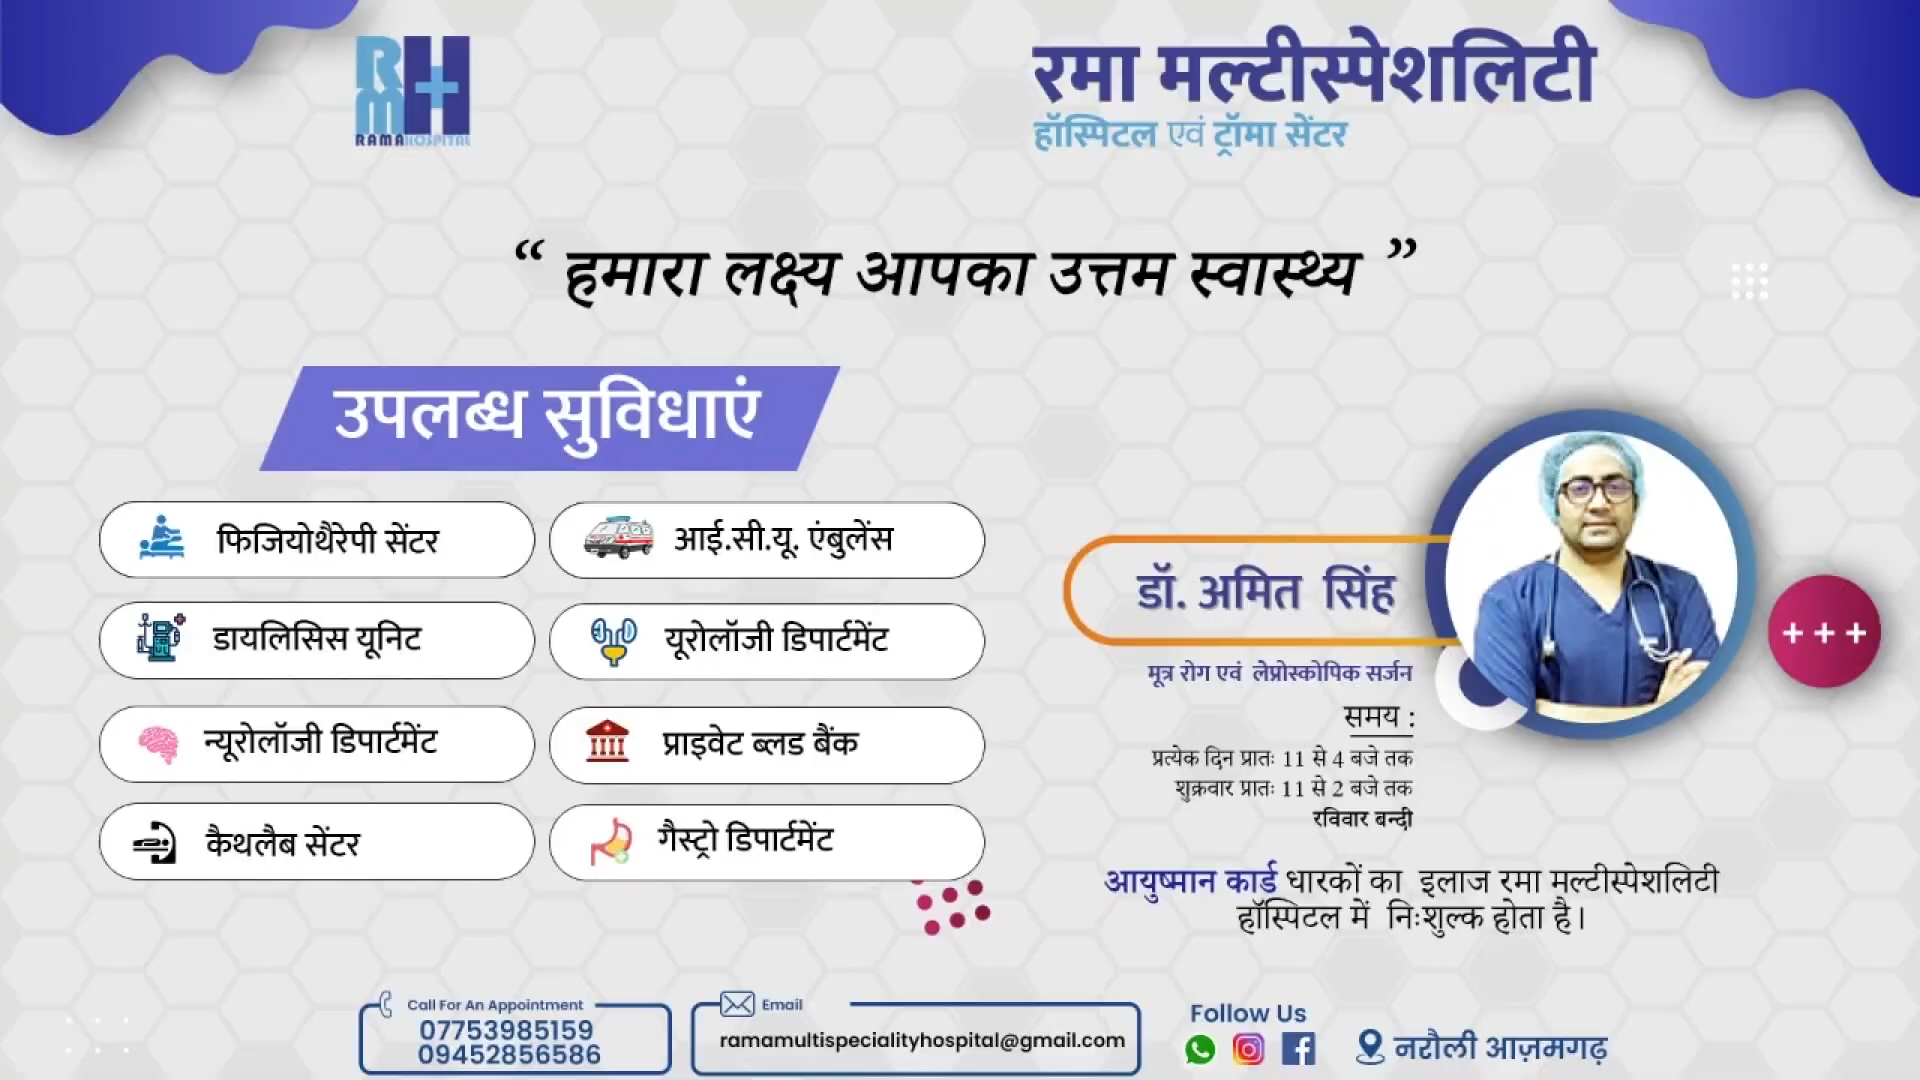 RMH
RAMAHOSPITAL
रमा मल्टीस्पेशलिटी
हॉस्पिटल एवं ट्रॉमा सेंटर
“ हमारा लक्ष्य आपका उत्तम स्वास्थ्य ”
उपलब्ध सुविधाएं
फिजियोथैरेपी सेंटर
आई.सी.यू. एंबुलेंस
डायलिसिस यूनिट
यूरोलॉजी डिपार्टमेंट
न्यूरोलॉजी डिपार्टमेंट
प्राइवेट ब्लड बैंक
कैथलैब सेंटर
गैस्ट्रो डिपार्टमेंट
डॉ. अमित सिंह
मूत्र रोग एवं लेप्रोस्कोपिक सर्जन
समय :
प्रत्येक दिन प्रातः 11 से 4 बजे तक
शुक्रवार प्रातः 11 से 2 बजे तक
रविवार बन्दी
आयुष्मान कार्ड धारकों का इलाज रमा मल्टीस्पेशलिटी
हॉस्पिटल में निःशुल्क होता है।
Call For An Appointment
07753985159
09452856586
Email
ramamultispecialityhospital@gmail.com
Follow Us
नरौली आज़मगढ़